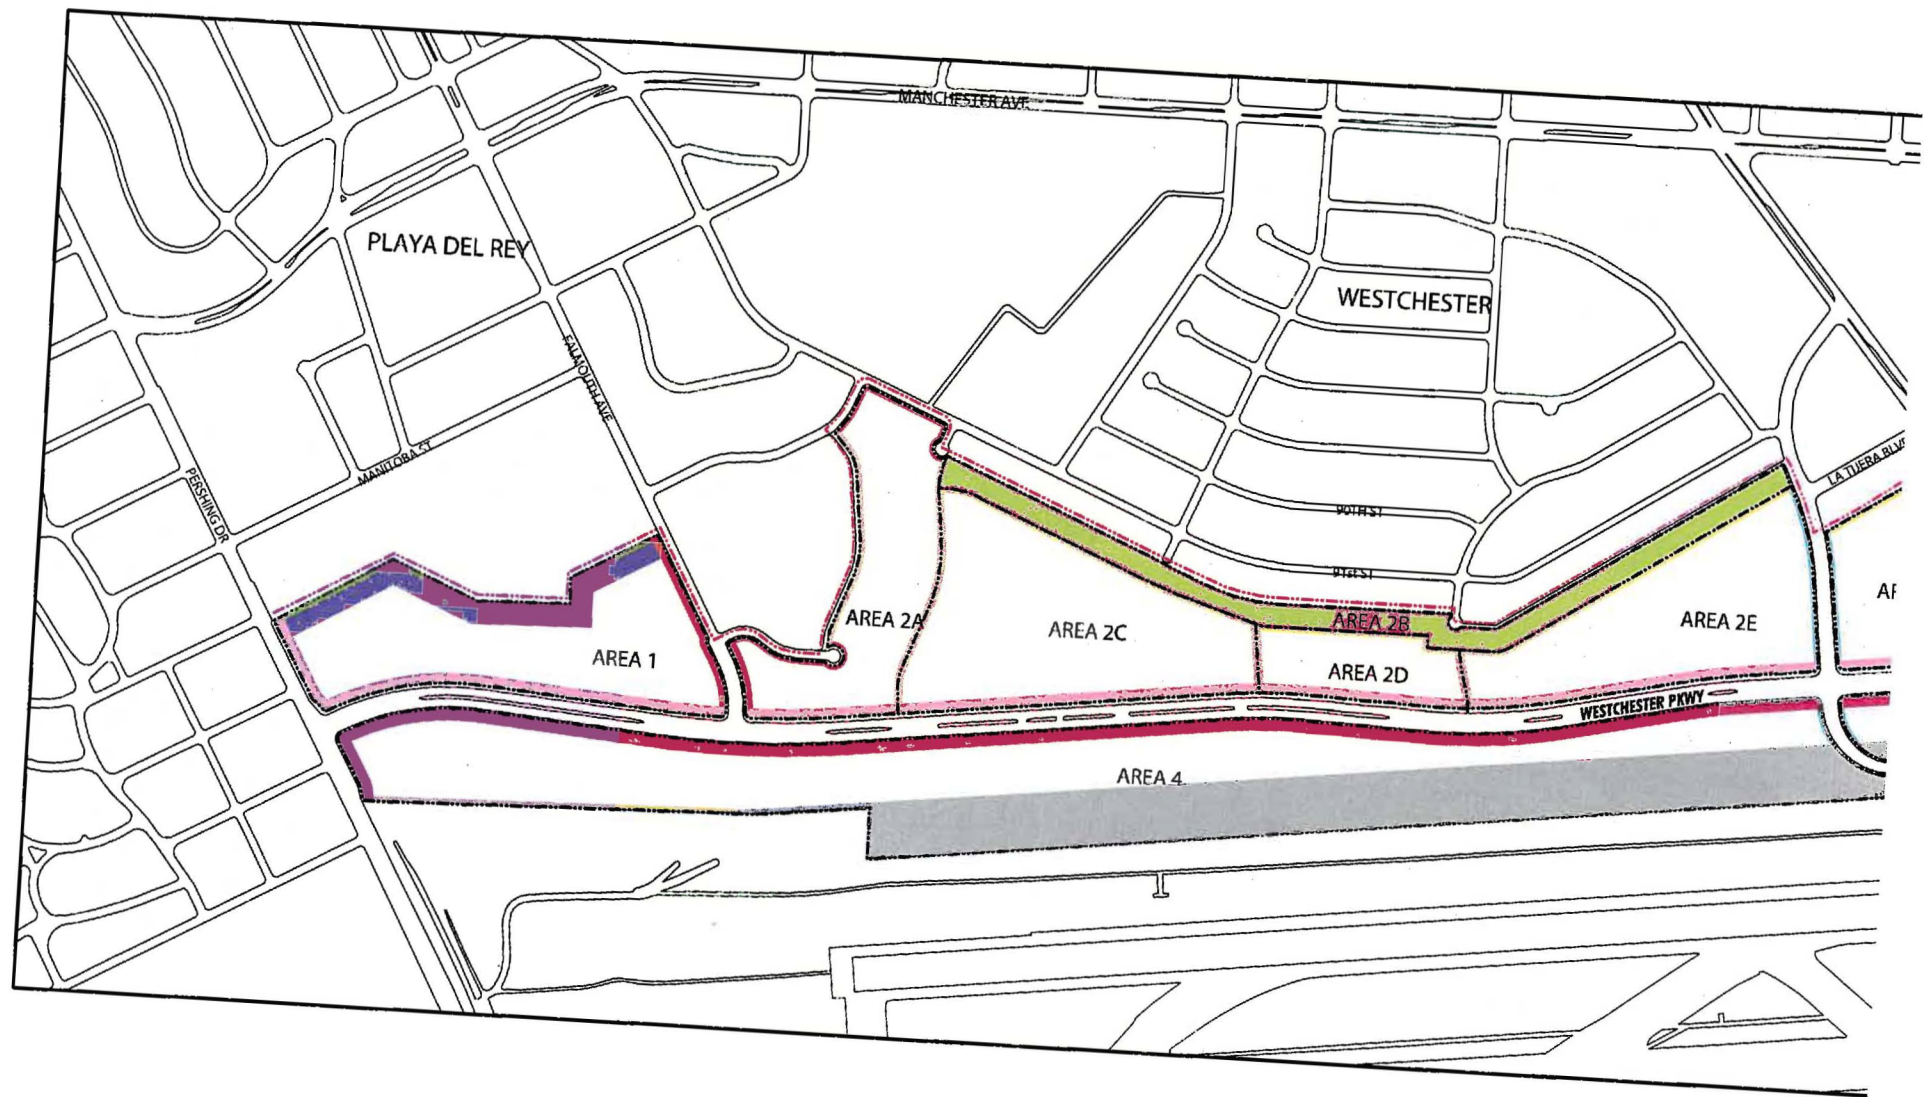 MANCHESTER AVE
PLAYA DEL REY
WESTCHESTER
FALMOUTH AVE
MANITOBA ST
PERSHING DR
LA TIJERA BLV
90TH ST
91st ST
AREA 2A
AREA 2B
AREA 2C
AREA 2E
AREA 1
AREA 2D
WESTCHESTER PKWY
AREA 4